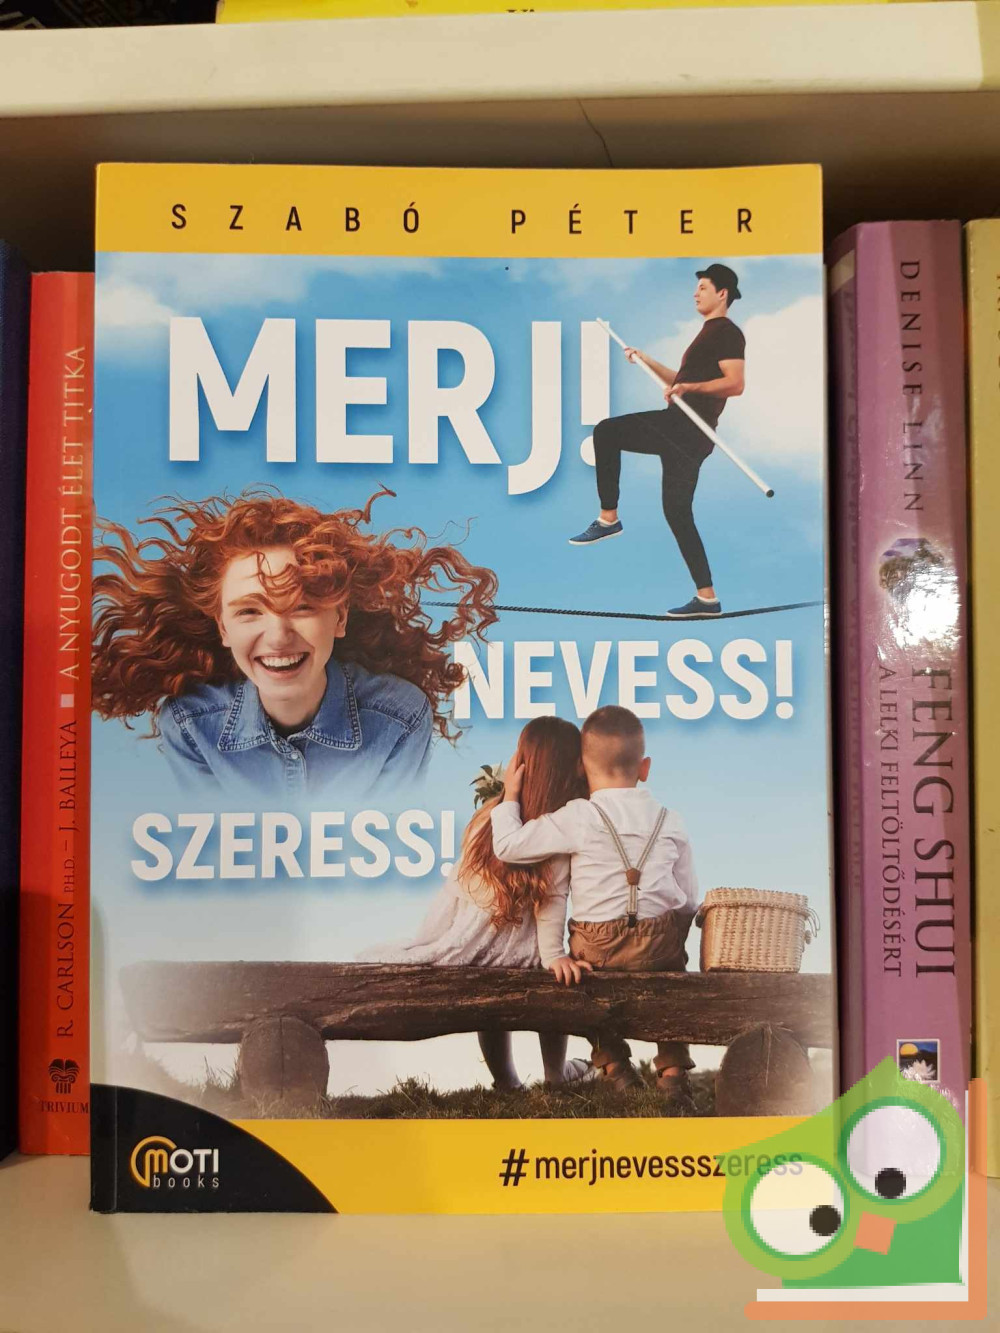 SZABÓ PÉTER
MERJ!
NEVESS!
SZERESS!
#merjnevessszeress
MOTI
books
R. CARLSON PH.D. – J. BAILEYA ■ A NYUGODT ÉLET TITKA
TRIVIUM
DENISE LINN
FENG SHUI
A LELKI FELTÖLTŐDÉSÉRT